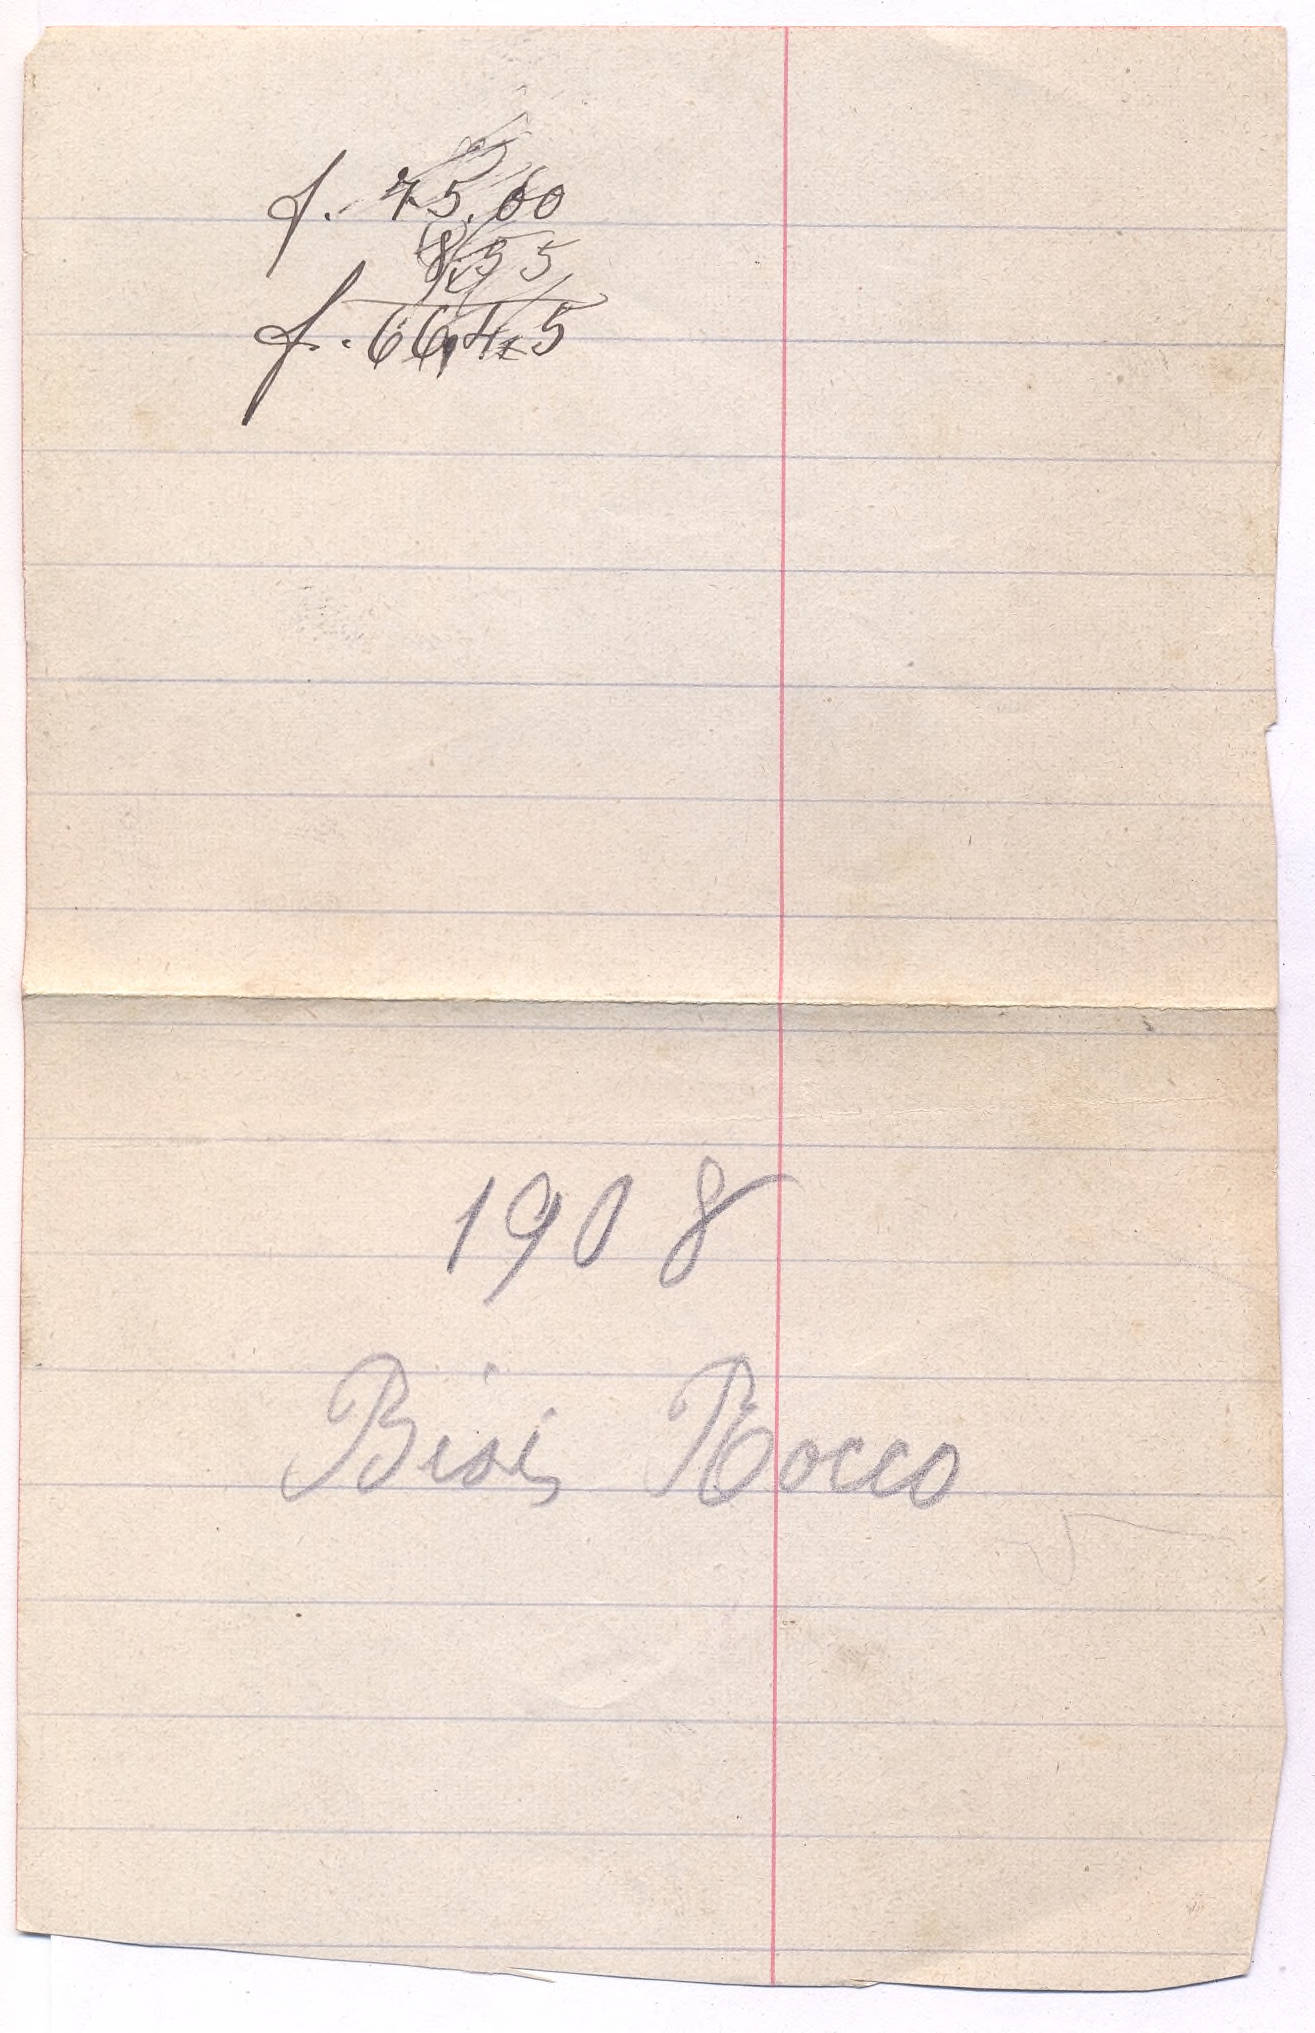 f. 75.00
8.55
f. 66,45
1908
Bisi Rocco